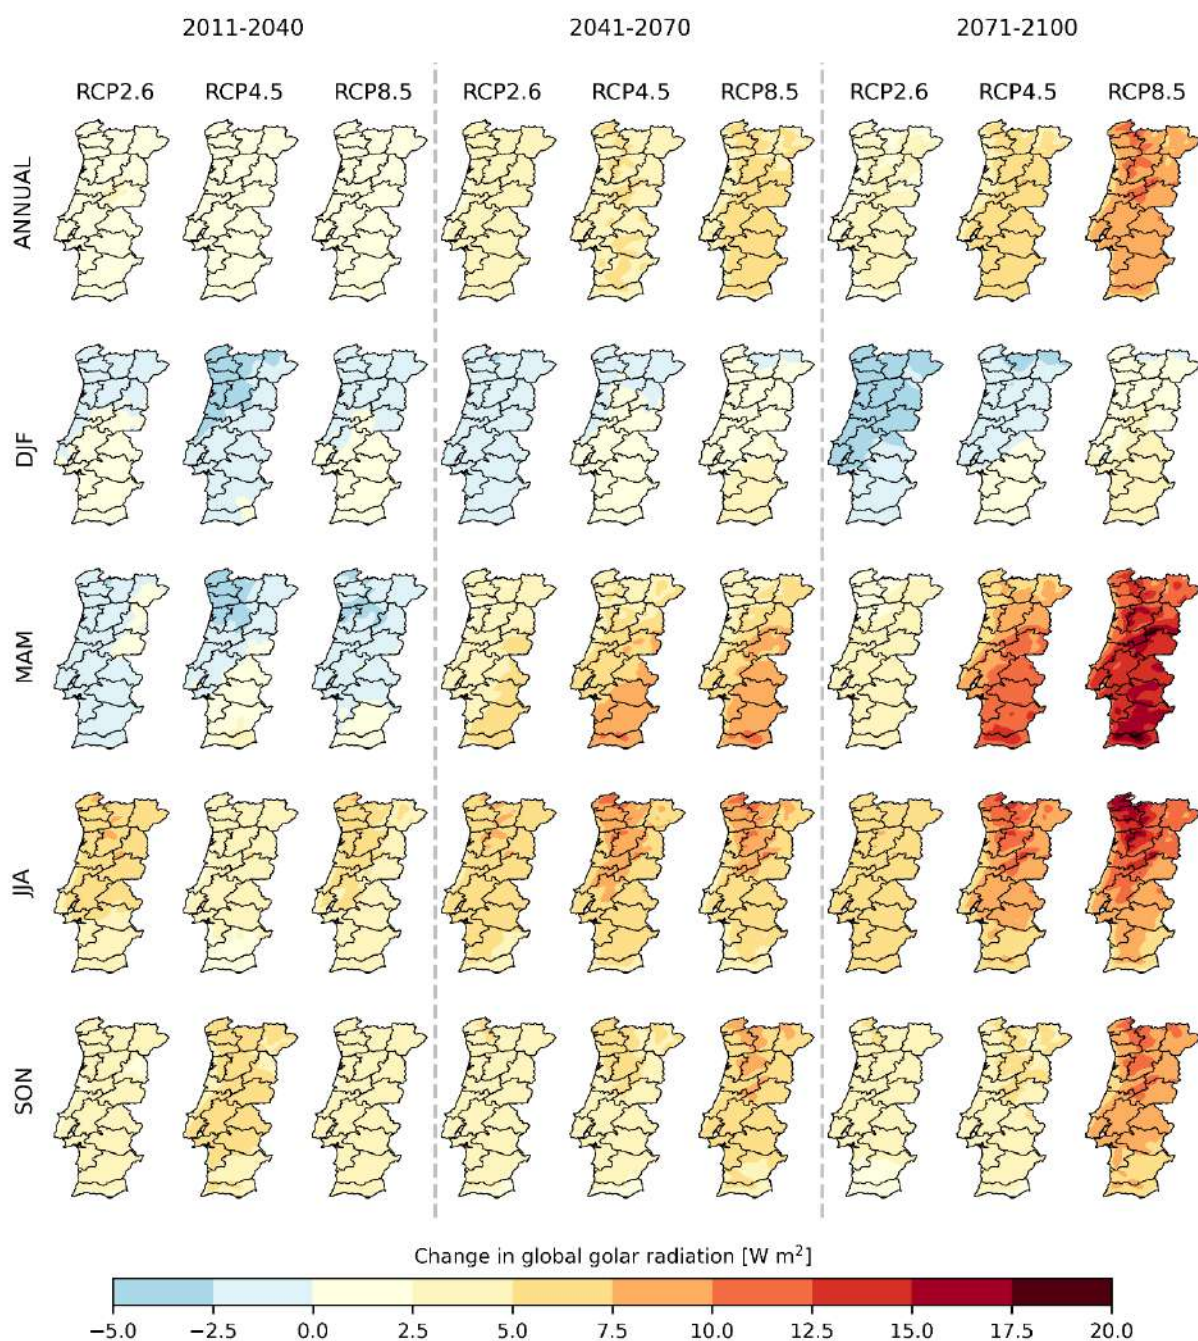 2011-2040 2041-2070 2071-2100
RCP2.6 RCP4.5 RCP8.5 RCP2.6 RCP4.5 RCP8.5 RCP2.6 RCP4.5 RCP8.5
ANNUAL
DJF
MAM
JJA
SON
Change in global golar radiation [W m²]
−5.0 −2.5 0.0 2.5 5.0 7.5 10.0 12.5 15.0 17.5 20.0